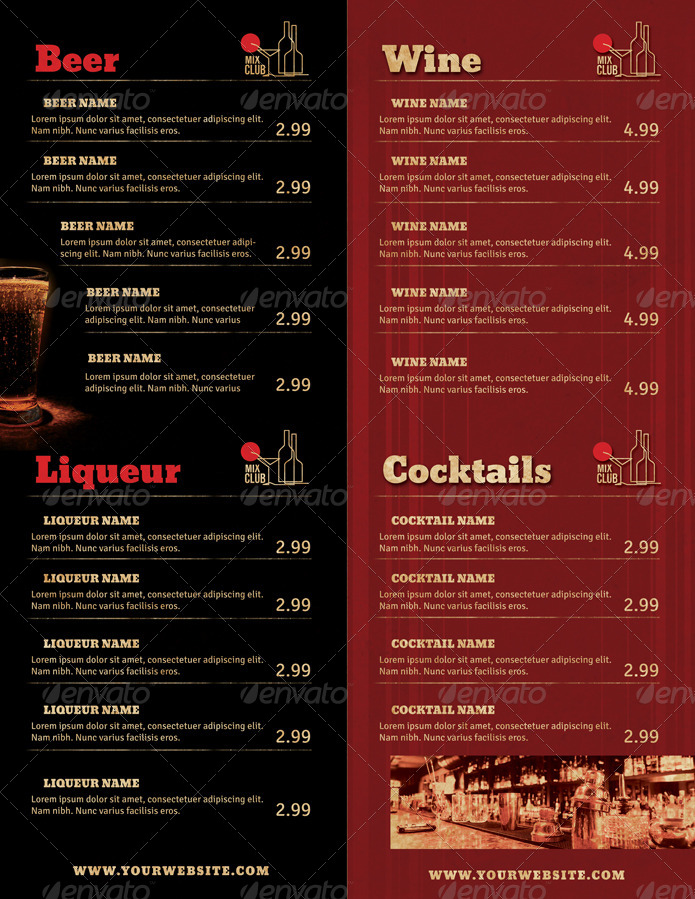 Beer
MIX
CLUB
BEER NAME
Lorem ipsum dolor sit amet, consectetuer adipiscing elit.
Nam nibh. Nunc varius facilisis eros.
2.99
BEER NAME
Lorem ipsum dolor sit amet, consectetuer adipiscing elit.
Nam nibh. Nunc varius facilisis eros.
2.99
BEER NAME
Lorem ipsum dolor sit amet, consectetuer adipi-
scing elit. Nam nibh. Nunc varius facilisis eros.
2.99
BEER NAME
Lorem ipsum dolor sit amet, consectetuer
adipiscing elit. Nam nibh. Nunc varius
2.99
BEER NAME
Lorem ipsum dolor sit amet, consectetuer
adipiscing elit. Nam nibh. Nunc varius
2.99
Liqueur
MIX
CLUB
LIQUEUR NAME
Lorem ipsum dolor sit amet, consectetuer adipiscing elit.
Nam nibh. Nunc varius facilisis eros.
2.99
LIQUEUR NAME
Lorem ipsum dolor sit amet, consectetuer adipiscing elit.
Nam nibh. Nunc varius facilisis eros.
2.99
LIQUEUR NAME
Lorem ipsum dolor sit amet, consectetuer adipiscing elit.
Nam nibh. Nunc varius facilisis eros.
2.99
LIQUEUR NAME
Lorem ipsum dolor sit amet, consectetuer adipiscing elit.
Nam nibh. Nunc varius facilisis eros.
2.99
LIQUEUR NAME
Lorem ipsum dolor sit amet, consectetuer adipiscing elit.
Nam nibh. Nunc varius facilisis eros.
2.99
WWW.YOURWEBSITE.COM
Wine
MIX
CLUB
WINE NAME
Lorem ipsum dolor sit amet, consectetuer adipiscing elit.
Nam nibh. Nunc varius facilisis eros.
4.99
WINE NAME
Lorem ipsum dolor sit amet, consectetuer adipiscing elit.
Nam nibh. Nunc varius facilisis eros.
4.99
WINE NAME
Lorem ipsum dolor sit amet, consectetuer adipiscing elit.
Nam nibh. Nunc varius facilisis eros.
4.99
WINE NAME
Lorem ipsum dolor sit amet, consectetuer adipiscing elit.
Nam nibh. Nunc varius facilisis eros.
4.99
WINE NAME
Lorem ipsum dolor sit amet, consectetuer adipiscing elit.
Nam nibh. Nunc varius facilisis eros.
4.99
Cocktails
MIX
CLUB
COCKTAIL NAME
Lorem ipsum dolor sit amet, consectetuer adipiscing elit.
Nam nibh. Nunc varius facilisis eros.
2.99
COCKTAIL NAME
Lorem ipsum dolor sit amet, consectetuer adipiscing elit.
Nam nibh. Nunc varius facilisis eros.
2.99
COCKTAIL NAME
Lorem ipsum dolor sit amet, consectetuer adipiscing elit.
Nam nibh. Nunc varius facilisis eros.
2.99
COCKTAIL NAME
Lorem ipsum dolor sit amet, consectetuer adipiscing elit.
Nam nibh. Nunc varius facilisis eros.
2.99
WWW.YOURWEBSITE.COM
envato